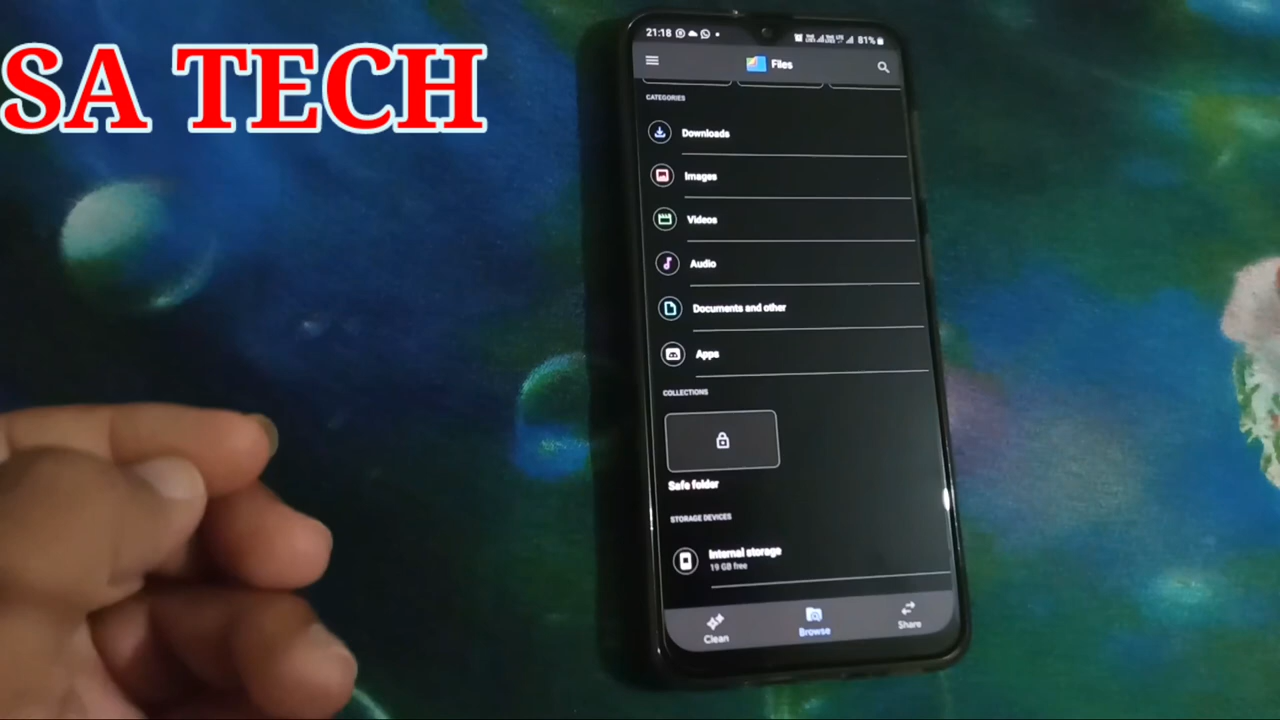 SA TECH
21:18
81%
Files
CATEGORIES
Downloads
Images
Videos
Audio
Documents and other
Apps
COLLECTIONS
Safe folder
STORAGE DEVICES
Internal storage
19 GB free
Clean
Browse
Share